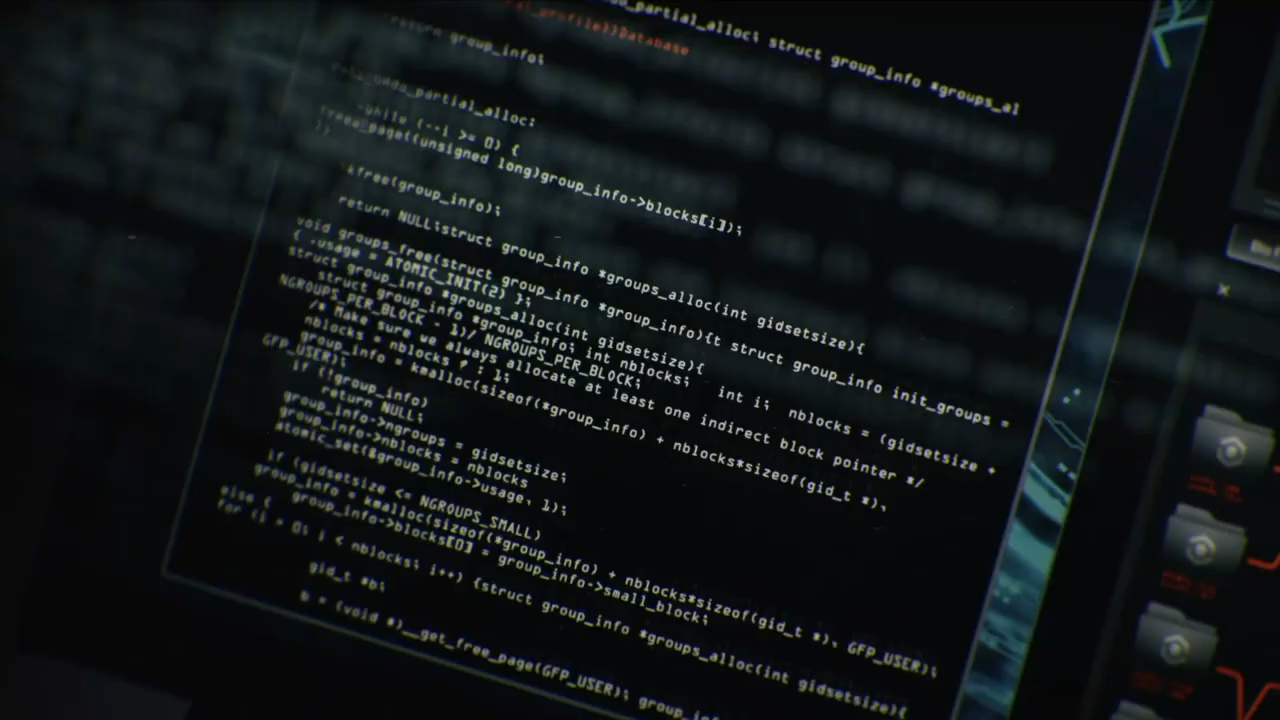 do_partial_alloc; struct group_info *groups_al
al_profile))Database
return group_info;
undo_partial_alloc:
while (--i >= 0) {
free_page((unsigned long)group_info->blocks[i]);
}}
kfree(group_info);
return NULL;struct group_info *groups_alloc(int gidsetsize){
void groups_free(struct group_info *group_info){t struct group_info init_groups =
{ .usage = ATOMIC_INIT(2) };
struct group_info *groups_alloc(int gidsetsize){
struct group_info *group_info; int nblocks; int i; nblocks = (gidsetsize +
NGROUPS_PER_BLOCK - 1)/ NGROUPS_PER_BLOCK;
/* Make sure we always allocate at least one indirect block pointer */
nblocks = nblocks ? : 1;
group_info = kmalloc(sizeof(*group_info) + nblocks*sizeof(gid_t *),
GFP_USER);
if (!group_info)
return NULL;
group_info->ngroups = gidsetsize;
group_info->nblocks = nblocks
atomic_set(&group_info->usage, 1);
if (gidsetsize <= NGROUPS_SMALL)
group_info = kmalloc(sizeof(*group_info) + nblocks*sizeof(gid_t *), GFP_USER);
group_info->blocks[0] = group_info->small_block;
else {
for (i = 0; i < nblocks; i++) {struct group_info *groups_alloc(int gidsetsize){
gid_t *b;
b = (void *)__get_free_page(GFP_USER);